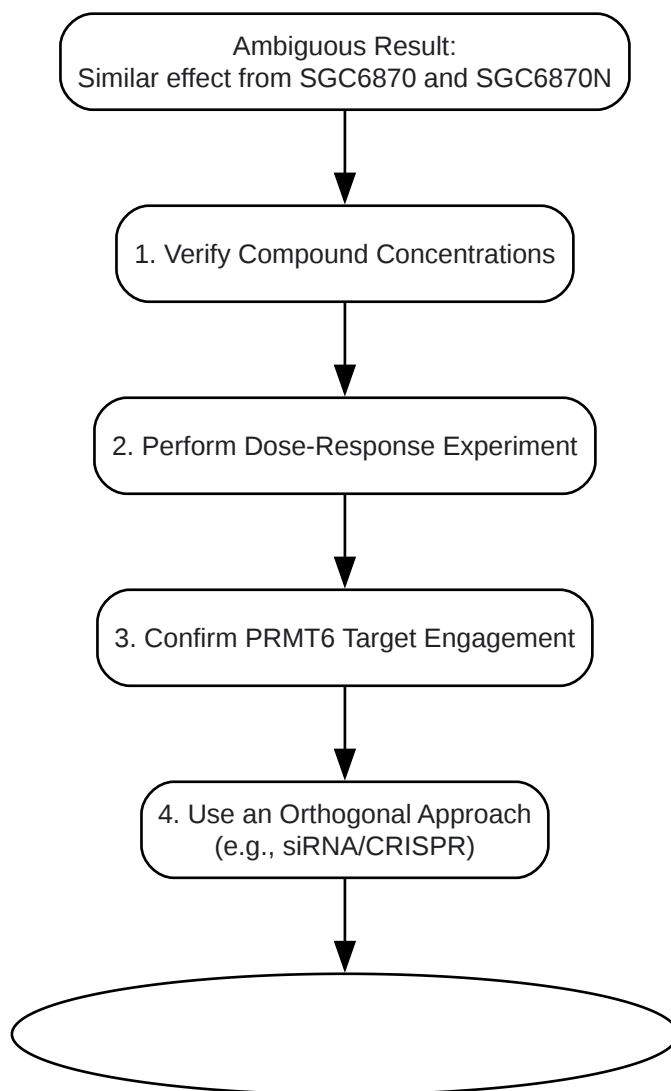 Ambiguous Result:
Similar effect from SGC6870 and SGC6870N
1. Verify Compound Concentrations
2. Perform Dose-Response Experiment
3. Confirm PRMT6 Target Engagement
4. Use an Orthogonal Approach
(e.g., siRNA/CRISPR)